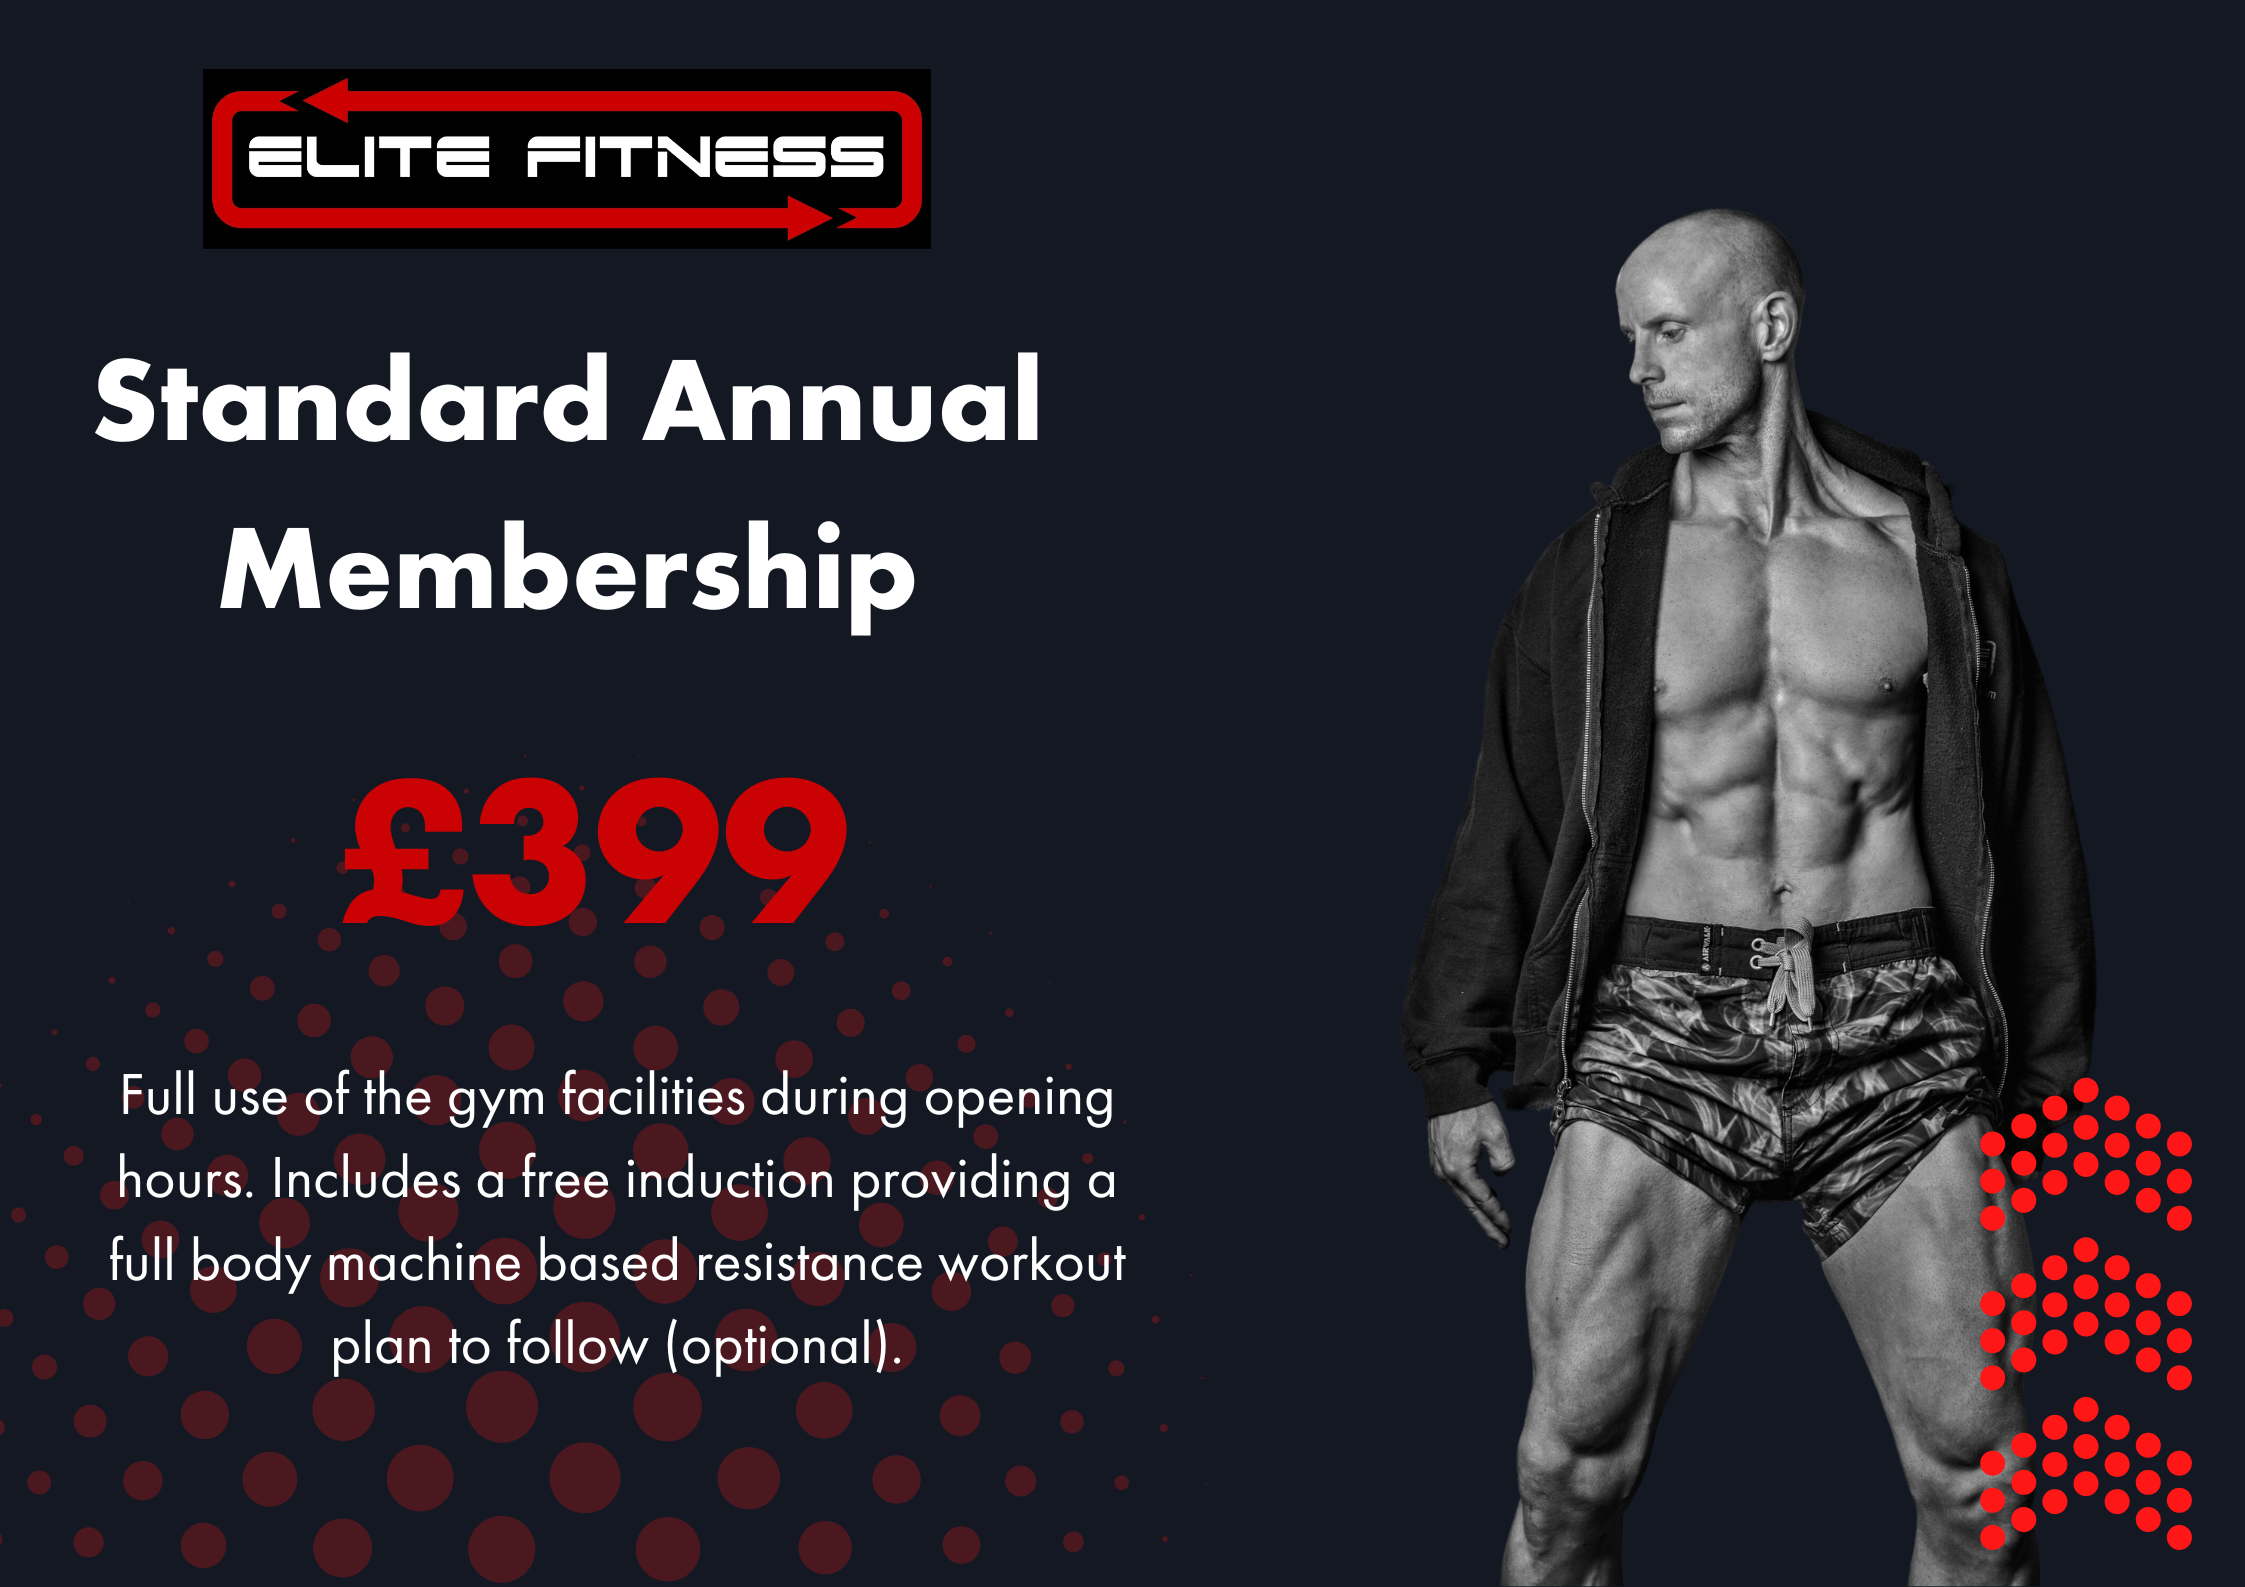 ELITE FITNESS
Standard Annual
Membership
£399
Full use of the gym facilities during opening
hours. Includes a free induction providing a
full body machine based resistance workout
plan to follow (optional).
AIRWALK